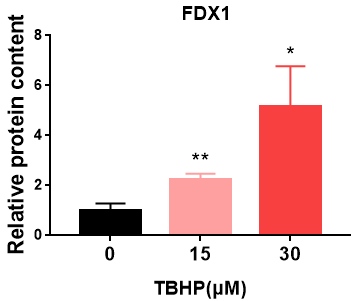 FDX1
Relative protein content
8
6
4
2
0
**
*
0 15 30
TBHP(μM)